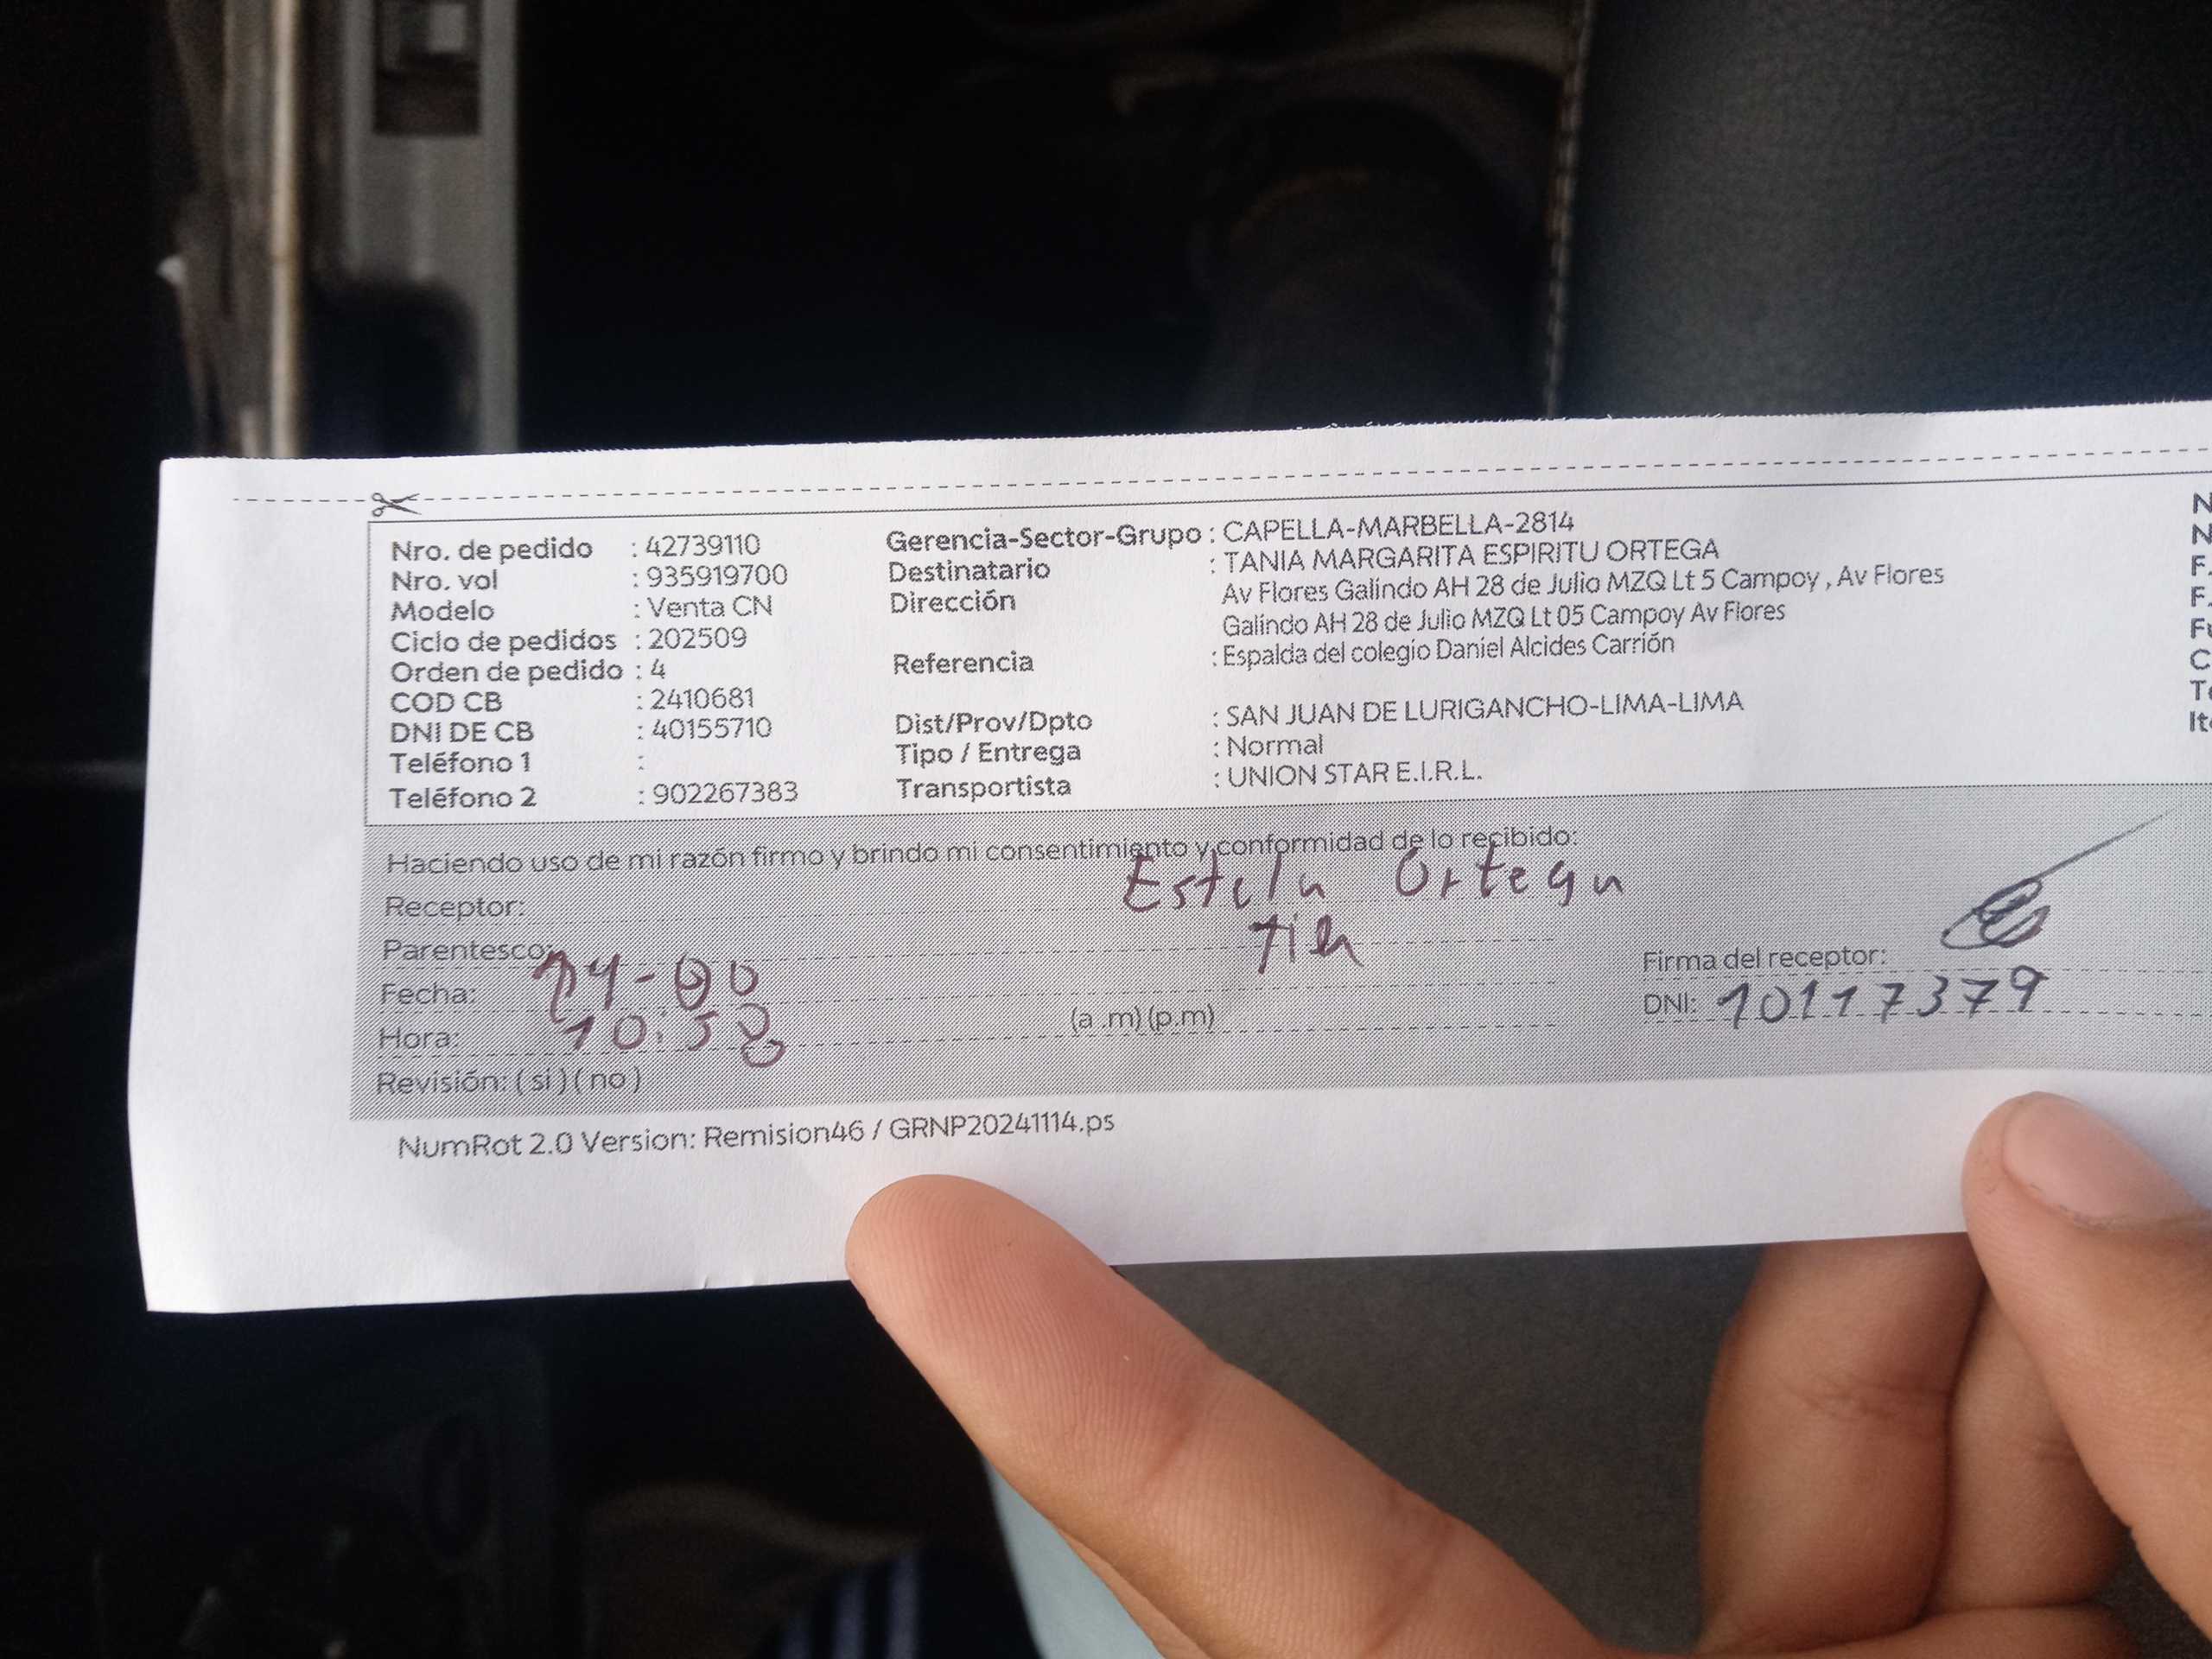 Nro. de pedido : 42739110
Nro. vol : 935919700
Modelo : Venta CN
Ciclo de pedidos : 202509
Orden de pedido : 4
COD CB : 2410681
DNI DE CB : 40155710
Teléfono 1 :
Teléfono 2 : 902267383
Gerencia-Sector-Grupo : CAPELLA-MARBELLA-2814
Destinatario : TANIA MARGARITA ESPIRITU ORTEGA
Dirección Av Flores Galindo AH 28 de Julio MZQ Lt 5 Campoy , Av Flores
Galindo AH 28 de Julio MZQ Lt 05 Campoy Av Flores
Referencia : Espalda del colegio Daniel Alcides Carrión
Dist/Prov/Dpto : SAN JUAN DE LURIGANCHO-LIMA-LIMA
Tipo / Entrega : Normal
Transportista : UNION STAR E.I.R.L.
Haciendo uso de mi razón firmo y brindo mi consentimiento y conformidad de lo recibido:
Receptor: Estela Ortega
Parentesco: tia
Fecha:
Hora: 10:58 (a .m) (p.m)
Revisión: ( si ) ( no )
Firma del receptor:
DNI: 10117379
NumRot 2.0 Version: Remision46 / GRNP20241114.ps